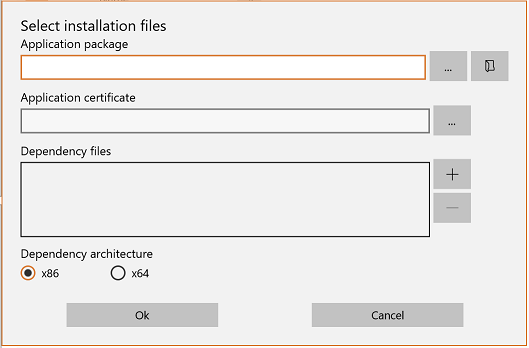 Select installation files
Application package
...
Application certificate
...
Dependency files
Dependency architecture
x86 x64
Ok Cancel